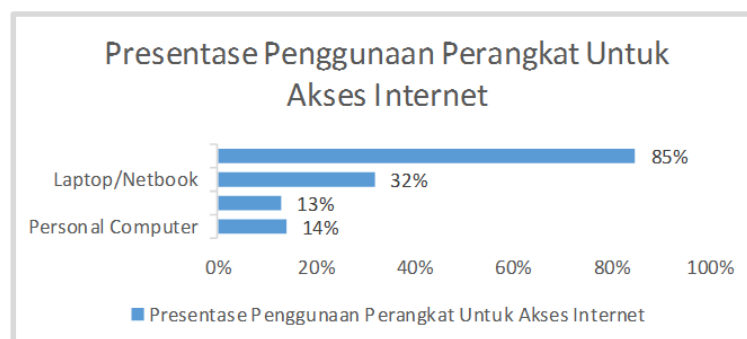 Presentase Penggunaan Perangkat Untuk
Akses Internet
85%
Laptop/Netbook 32%
13%
Personal Computer 14%
0% 20% 40% 60% 80% 100%
Presentase Penggunaan Perangkat Untuk Akses Internet